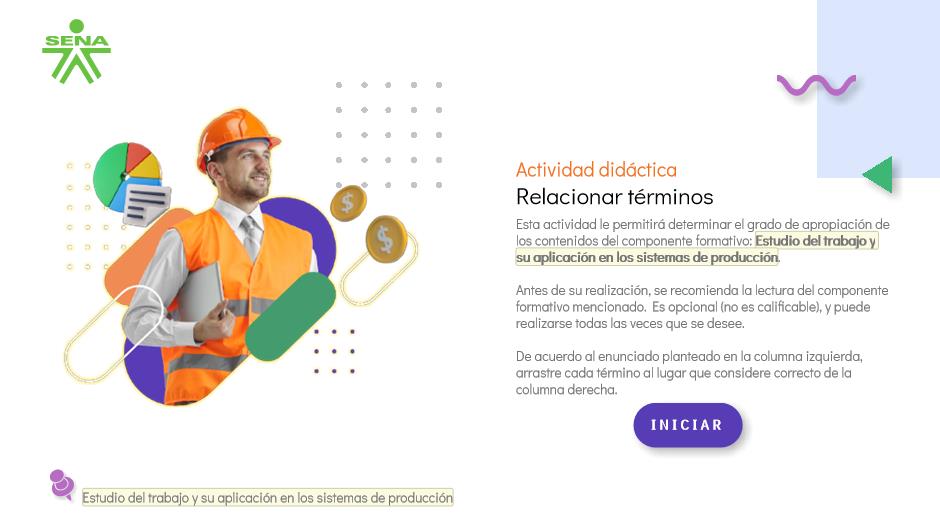 SENA
Actividad didáctica
Relacionar términos
Esta actividad le permitirá determinar el grado de apropiación de
los contenidos del componente formativo: Estudio del trabajo y
su aplicación en los sistemas de producción.
Antes de su realización, se recomienda la lectura del componente
formativo mencionado. Es opcional (no es calificable), y puede
realizarse todas las veces que se desee.
De acuerdo al enunciado planteado en la columna izquierda,
arrastre cada término al lugar que considere correcto de la
columna derecha.
INICIAR
Estudio del trabajo y su aplicación en los sistemas de producción